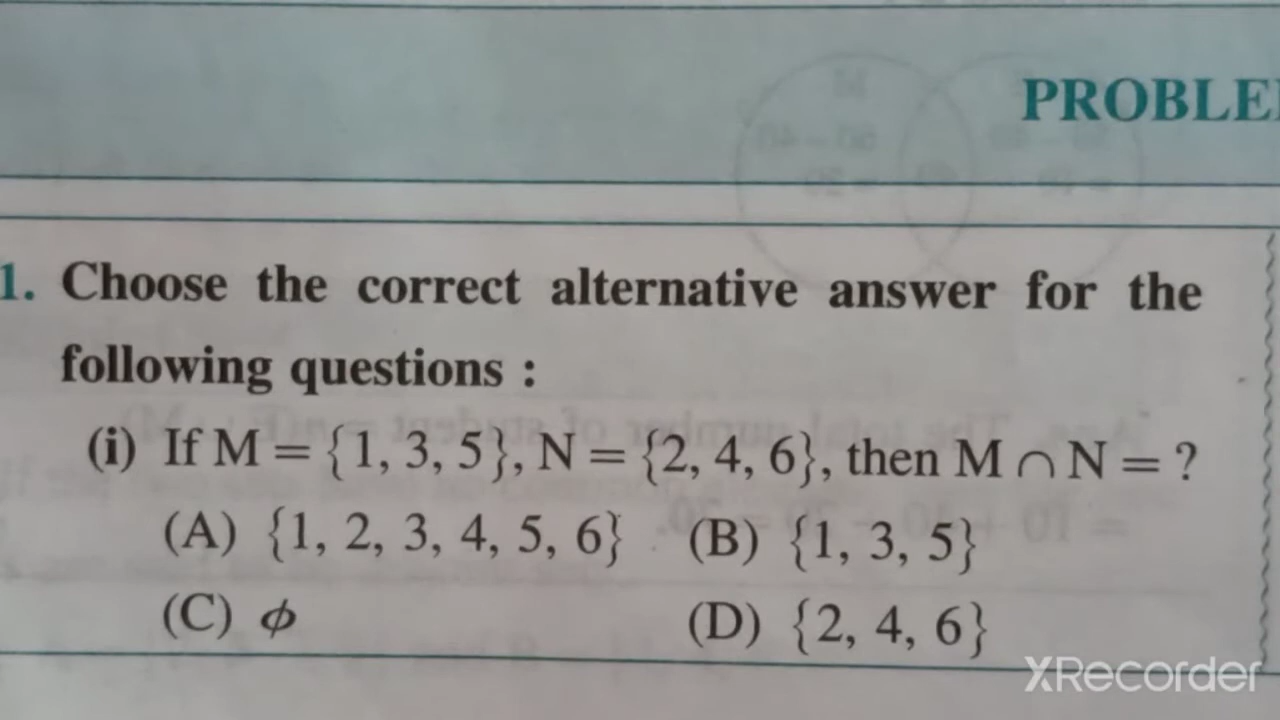 PROBLE
1. Choose the correct alternative answer for the
following questions :
(i) If M = {1, 3, 5}, N = {2, 4, 6}, then M ∩ N = ?
(A) {1, 2, 3, 4, 5, 6} (B) {1, 3, 5}
(C) ϕ (D) {2, 4, 6}
XRecorder